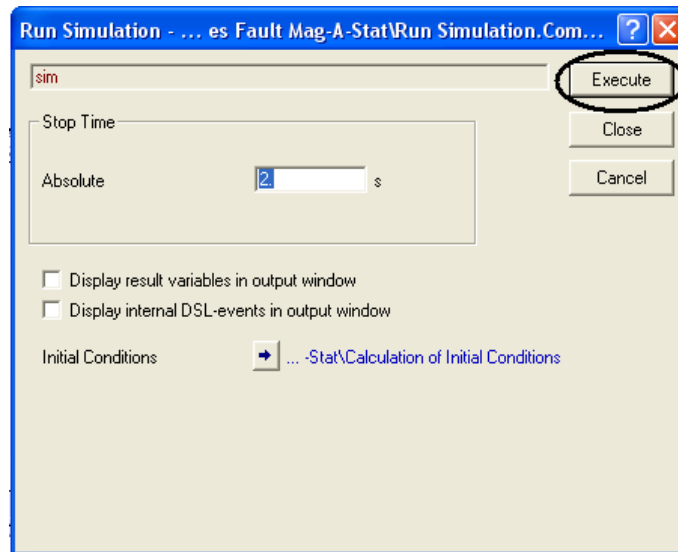 Run Simulation - ... es Fault Mag-A-Stat\Run Simulation.Com...
sim
Execute
Stop Time
Close
Absolute 2. s
Cancel
Display result variables in output window
Display internal DSL-events in output window
Initial Conditions ... -Stat\Calculation of Initial Conditions